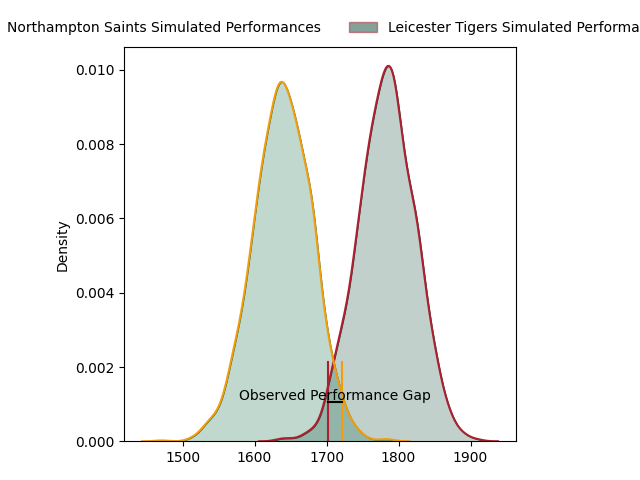 Northampton Saints Simulated Performances
Leicester Tigers Simulated Performa
0.010
0.008
0.006
0.004
0.002
0.000
Density
Observed Performance Gap
1500 1600 1700 1800 1900